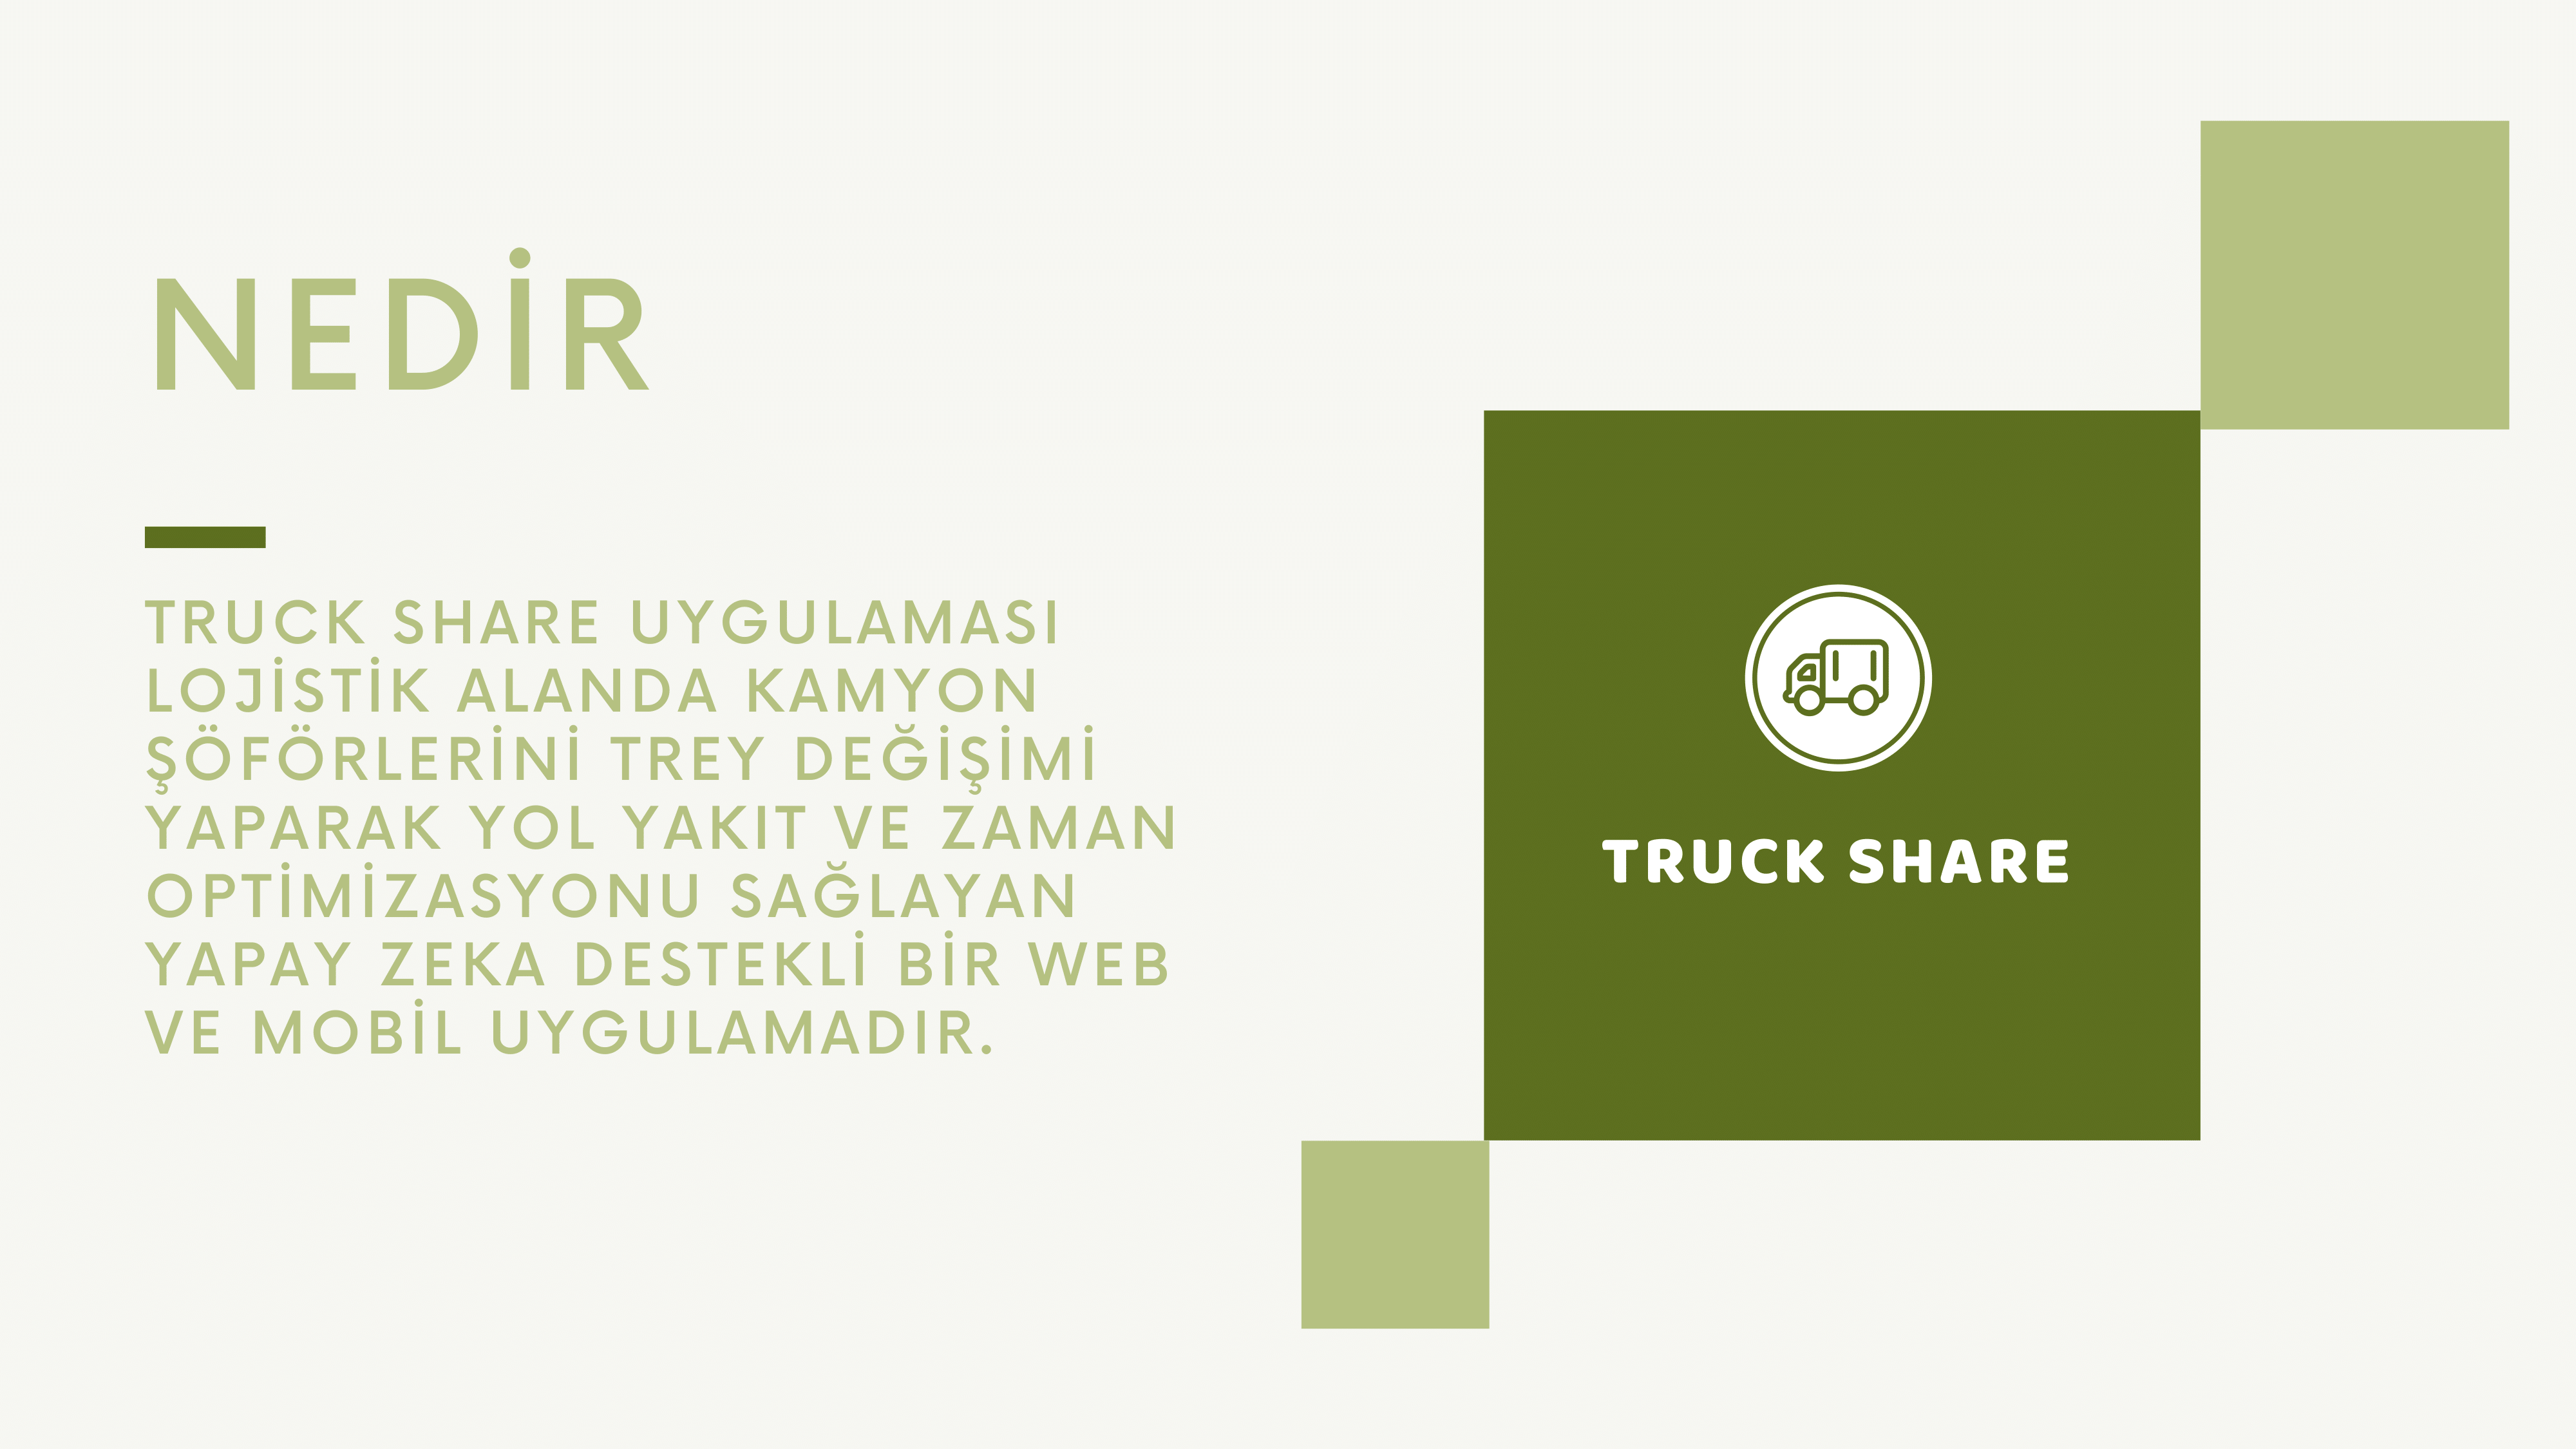 NEDİR
TRUCK SHARE UYGULAMASI
LOJİSTİK ALANDA KAMYON
ŞÖFÖRLERİNİ TREY DEĞİŞİMİ
YAPARAK YOL YAKIT VE ZAMAN
OPTİMİZASYONU SAĞLAYAN
YAPAY ZEKA DESTEKLİ BİR WEB
VE MOBİL UYGULAMADIR.
TRUCK SHARE